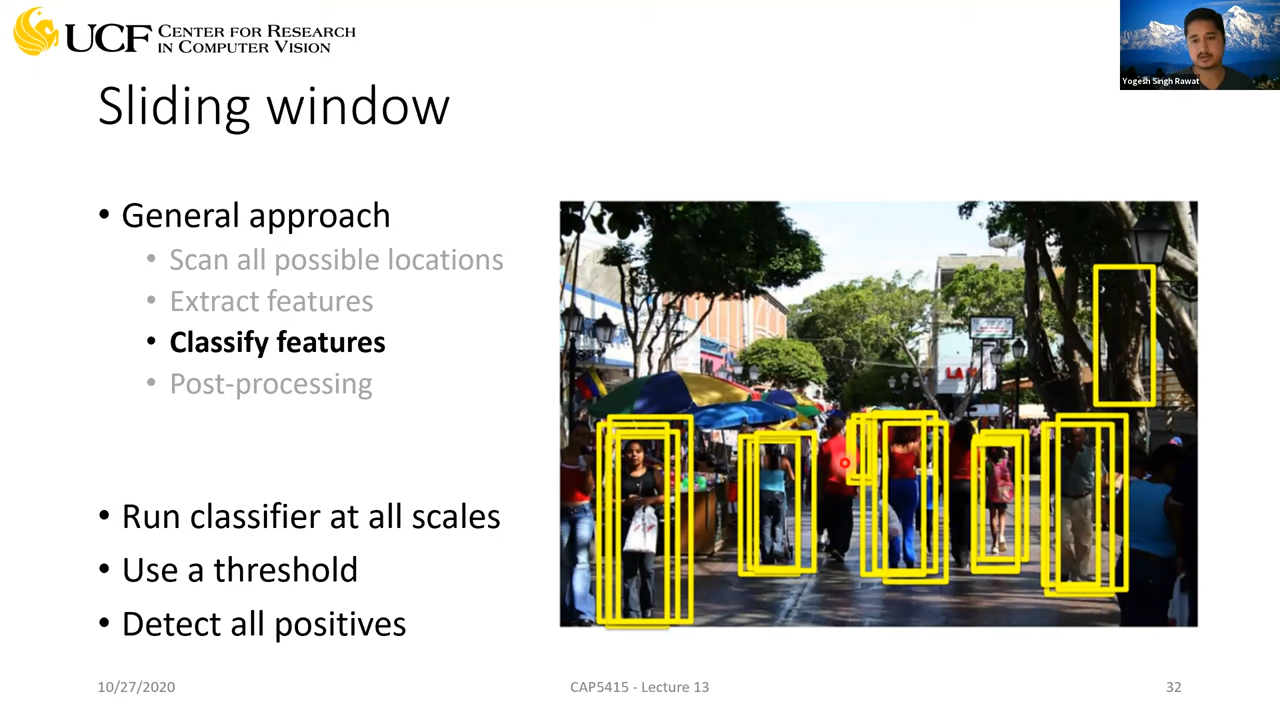 UCF CENTER FOR RESEARCH
IN COMPUTER VISION
Yogesh Singh Rawat
Sliding window
• General approach
• Scan all possible locations
• Extract features
• Classify features
• Post-processing
LA
• Run classifier at all scales
• Use a threshold
• Detect all positives
10/27/2020
CAP5415 - Lecture 13
32